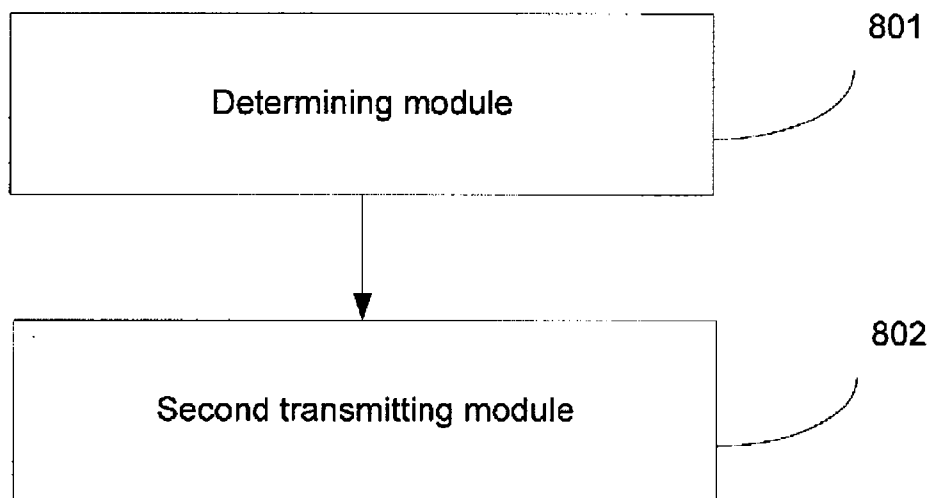 801
Determining module
802
Second transmitting module